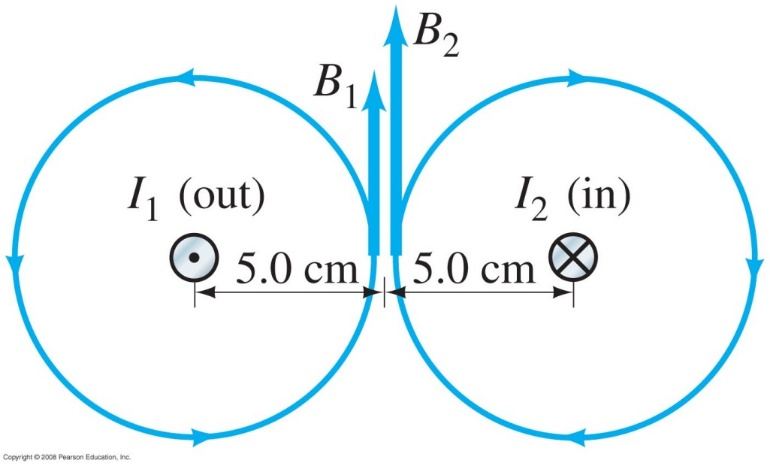 B₂
B₁
I₁ (out)
I₂ (in)
5.0 cm
5.0 cm
Copyright © 2008 Pearson Education, Inc.